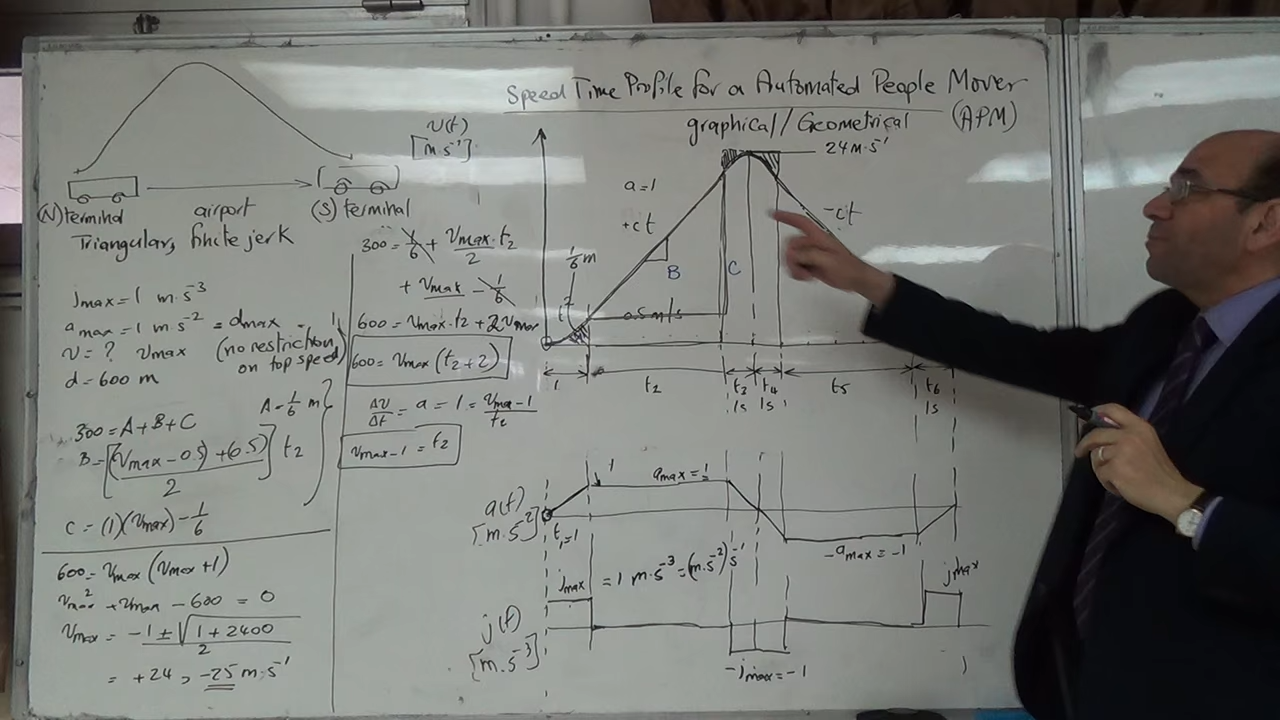 Speed Time Profile for a Automated People Mover
graphical/Geometrical (APM)
(N)terminal airport (S) terminal
Triangular, finite jerk
jmax=1 m·s⁻³
amax=1 m·s⁻² = dmax
v=? vmax (no restriction on top speed)
d=600 m
300=A+B+C A=1/6 m
B=[(vmax-0.5)+(0.5)/2] t2
C=(1)(vmax)-1/6
600=vmax(vmax+1)
vmax²+vmax-600=0
vmax=-1±√1+2400/2
=+24, -25 m·s⁻¹
300=1/6+vmax·t2/2
+vmax-1/6
600=vmax·t2+2vmax
600=vmax(t2+2)
ΔV/Δt=a=1=vmax-1/t2
vmax-1=t2
v(t)
[m·s⁻¹]
24 m·s⁻¹
a=1
+ct
-ct
1/6 m
t²
B
C
0.5 m/s
1 t2 t3 t4 t5 t6
1s 1s 1s
a(t)
[m·s⁻²]
1
amax=1
t1=1
-amax=-1
jmax =1 m·s⁻³=(m·s⁻²)s⁻¹
jmax
j(t)
[m·s⁻³]
-jmax=-1